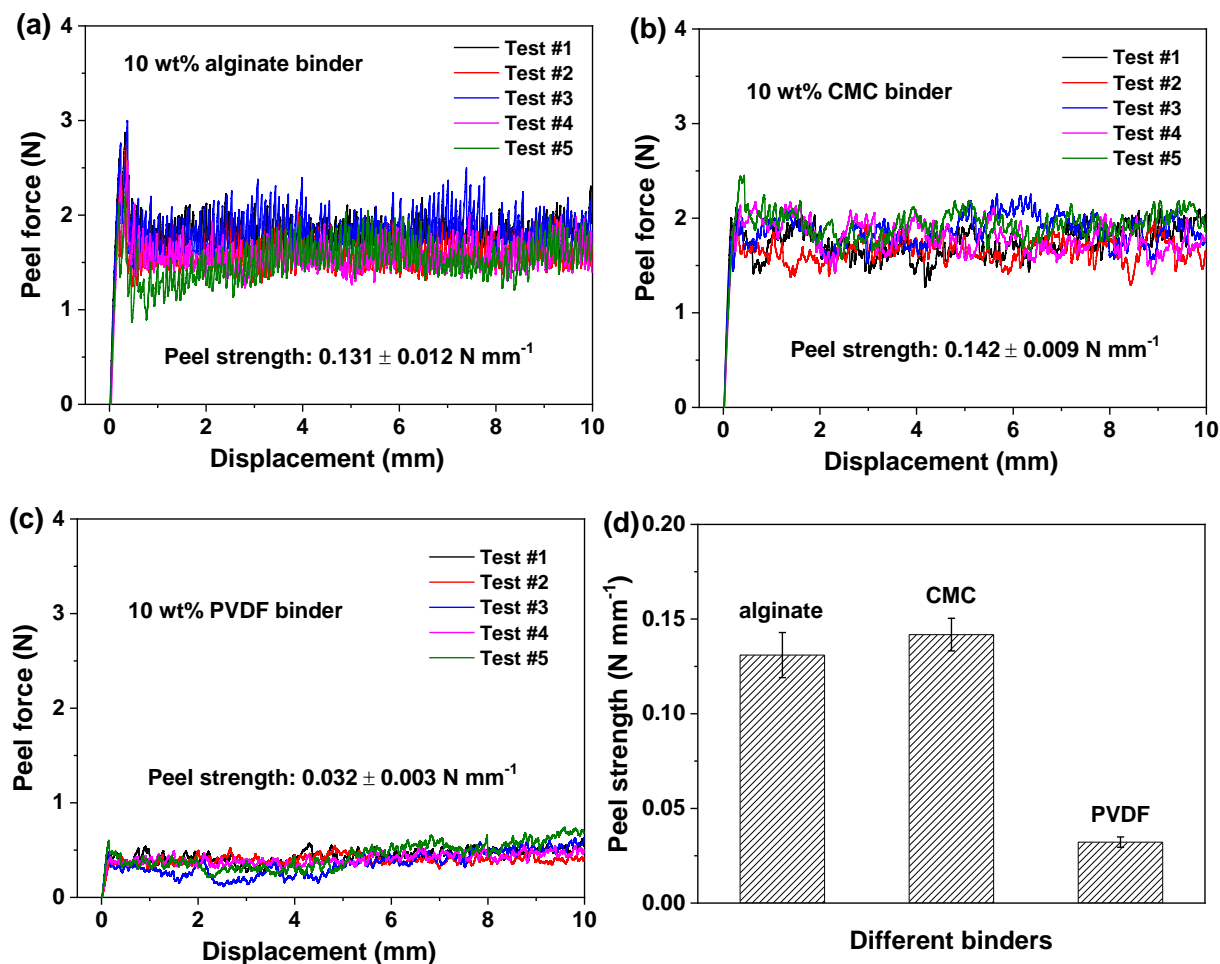 (a)
4
3
2
1
0
Peel force (N)
10 wt% alginate binder
Test #1
Test #2
Test #3
Test #4
Test #5
Peel strength: 0.131 ± 0.012 N mm⁻¹
0 2 4 6 8 10
Displacement (mm)
(b)
4
3
2
1
0
Peel force (N)
10 wt% CMC binder
Test #1
Test #2
Test #3
Test #4
Test #5
Peel strength: 0.142 ± 0.009 N mm⁻¹
0 2 4 6 8 10
Displacement (mm)
(c)
4
3
2
1
0
Peel force (N)
10 wt% PVDF binder
Test #1
Test #2
Test #3
Test #4
Test #5
Peel strength: 0.032 ± 0.003 N mm⁻¹
0 2 4 6 8 10
Displacement (mm)
(d)
0.20
0.15
0.10
0.05
0.00
Peel strength (N mm⁻¹)
alginate
CMC
PVDF
Different binders